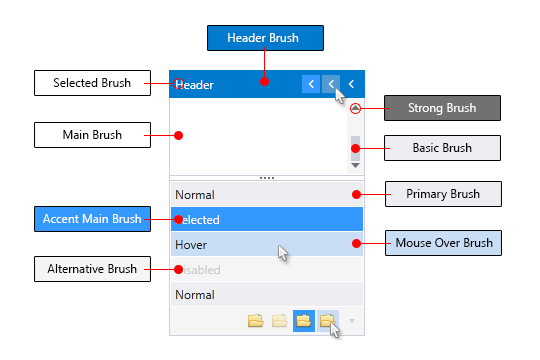 Header Brush
Selected Brush
Header
Strong Brush
Main Brush
Basic Brush
Normal
Primary Brush
Accent Main Brush
elected
Hover
Mouse Over Brush
Alternative Brush
isabled
Normal